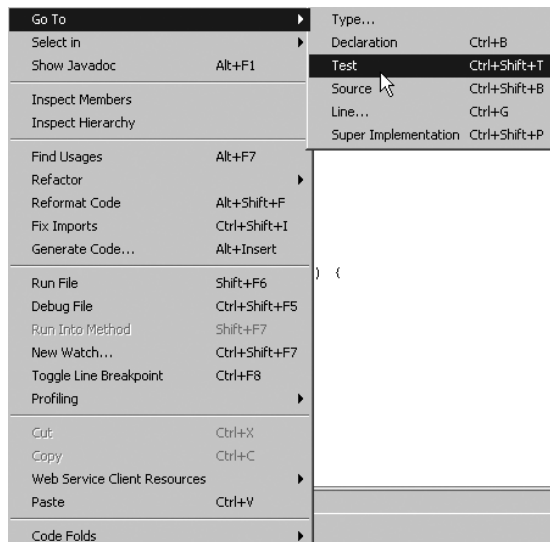 Go To
Select in
Show Javadoc Alt+F1
Inspect Members
Inspect Hierarchy
Find Usages Alt+F7
Refactor
Reformat Code Alt+Shift+F
Fix Imports Ctrl+Shift+I
Generate Code... Alt+Insert
Run File Shift+F6
Debug File Ctrl+Shift+F5
Run Into Method Shift+F7
New Watch... Ctrl+Shift+F7
Toggle Line Breakpoint Ctrl+F8
Profiling
Cut Ctrl+X
Copy Ctrl+C
Web Service Client Resources
Paste Ctrl+V
Code Folds
Type...
Declaration Ctrl+B
Test Ctrl+Shift+T
Source Ctrl+Shift+B
Line... Ctrl+G
Super Implementation Ctrl+Shift+P
) {